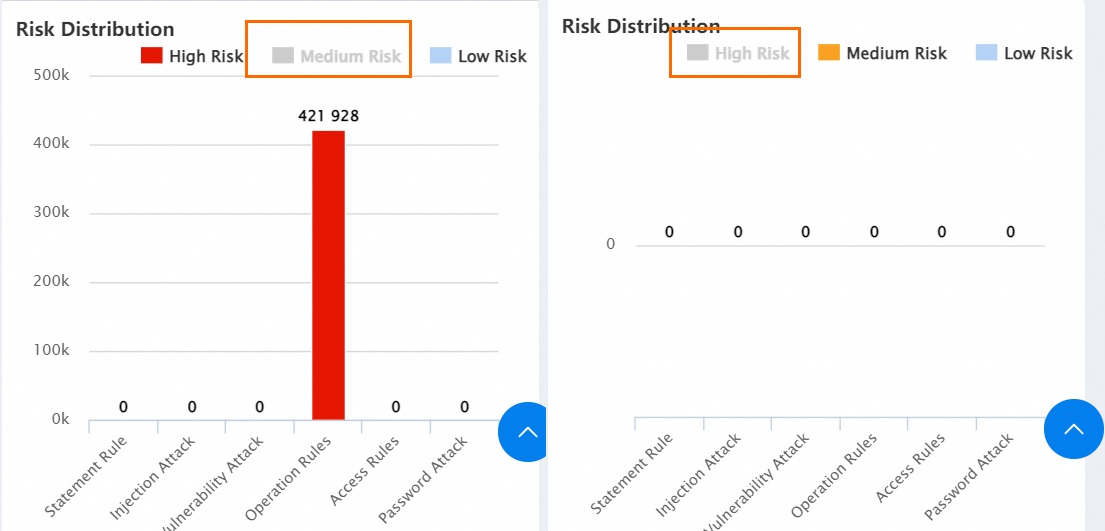 Risk Distribution
High Risk Medium Risk Low Risk
500k
421 928
400k
300k
200k
100k
0 0 0 0 0
0k
Statement Rule
Injection Attack
Vulnerability Attack
Operation Rules
Access Rules
Password Attack
Risk Distribution
High Risk Medium Risk Low Risk
0 0 0 0 0 0
0
Statement Rule
Injection Attack
Vulnerability Attack
Operation Rules
Access Rules
Password Attack